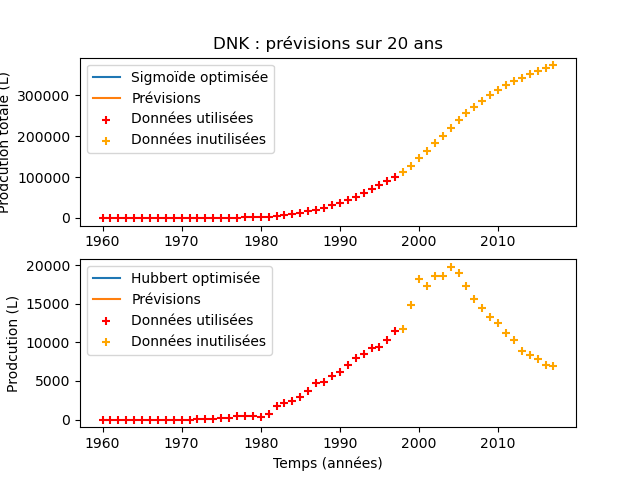 DNK : prévisions sur 20 ans
Prodcution totale (L)
300000
200000
100000
0
Sigmoïde optimisée
Prévisions
Données utilisées
Données inutilisées
1960 1970 1980 1990 2000 2010
Prodcution (L)
20000
15000
10000
5000
0
Hubbert optimisée
Prévisions
Données utilisées
Données inutilisées
1960 1970 1980 1990 2000 2010
Temps (années)